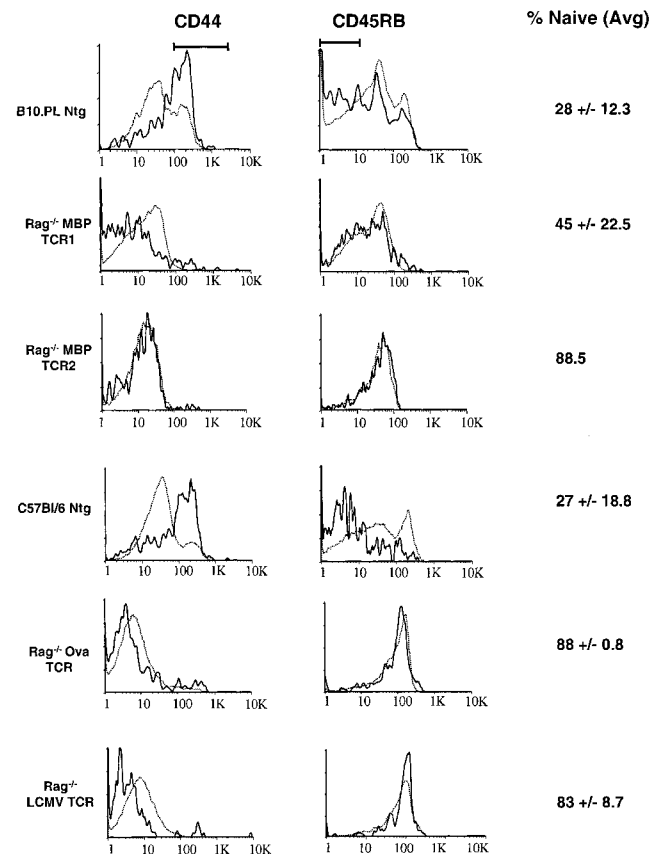 CD44 CD45RB % Naive (Avg)
B10.PL Ntg 28 +/- 12.3
1 10 100 1K 10K 1 10 100 1K 10K
Rag-/- MBP
TCR1 45 +/- 22.5
1 10 100 1K 10K 1 10 100 1K 10K
Rag-/- MBP
TCR2 88.5
1 10 100 1K 10K 1 10 100 1K 10K
C57Bl/6 Ntg 27 +/- 18.8
1 10 100 1K 10K 1 10 100 1K 10K
Rag-/- Ova
TCR 88 +/- 0.8
1 10 100 1K 10K 1 10 100 1K 10K
Rag-/-
LCMV TCR 83 +/- 8.7
1 10 100 1K 10K 1 10 100 1K 10K